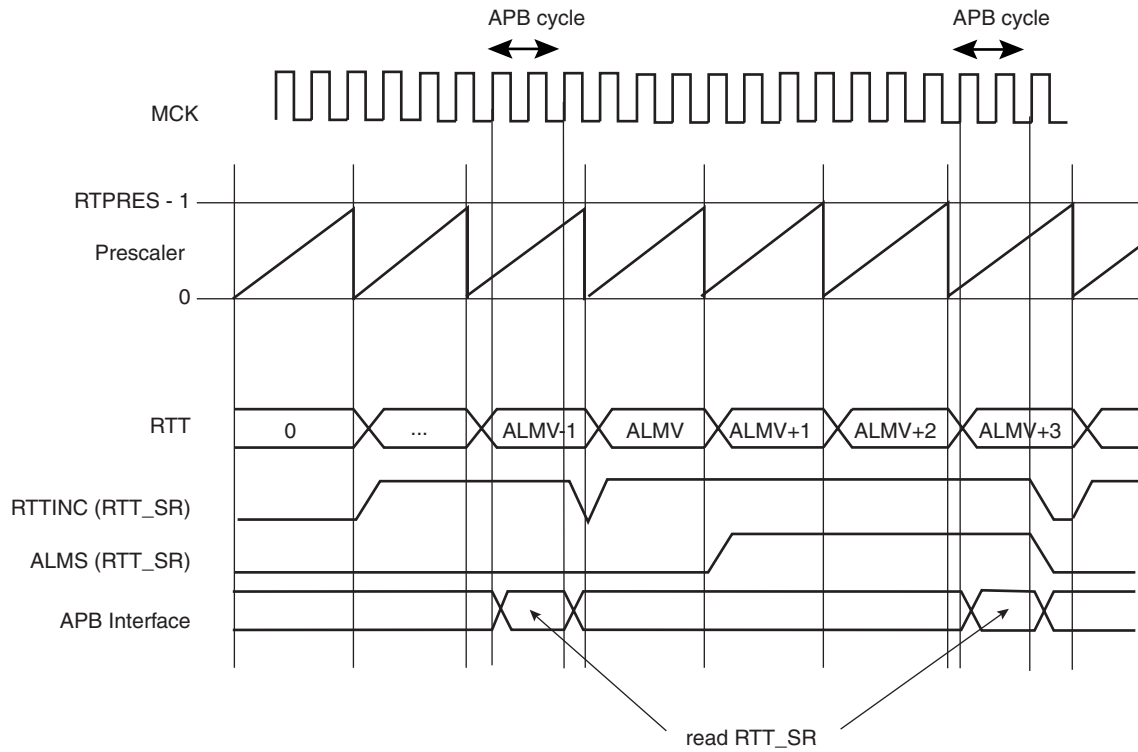 APB cycle
APB cycle
MCK
RTPRES - 1
Prescaler
0
RTT
0
...
ALMV-1
ALMV
ALMV+1
ALMV+2
ALMV+3
RTTINC (RTT_SR)
ALMS (RTT_SR)
APB Interface
read RTT_SR